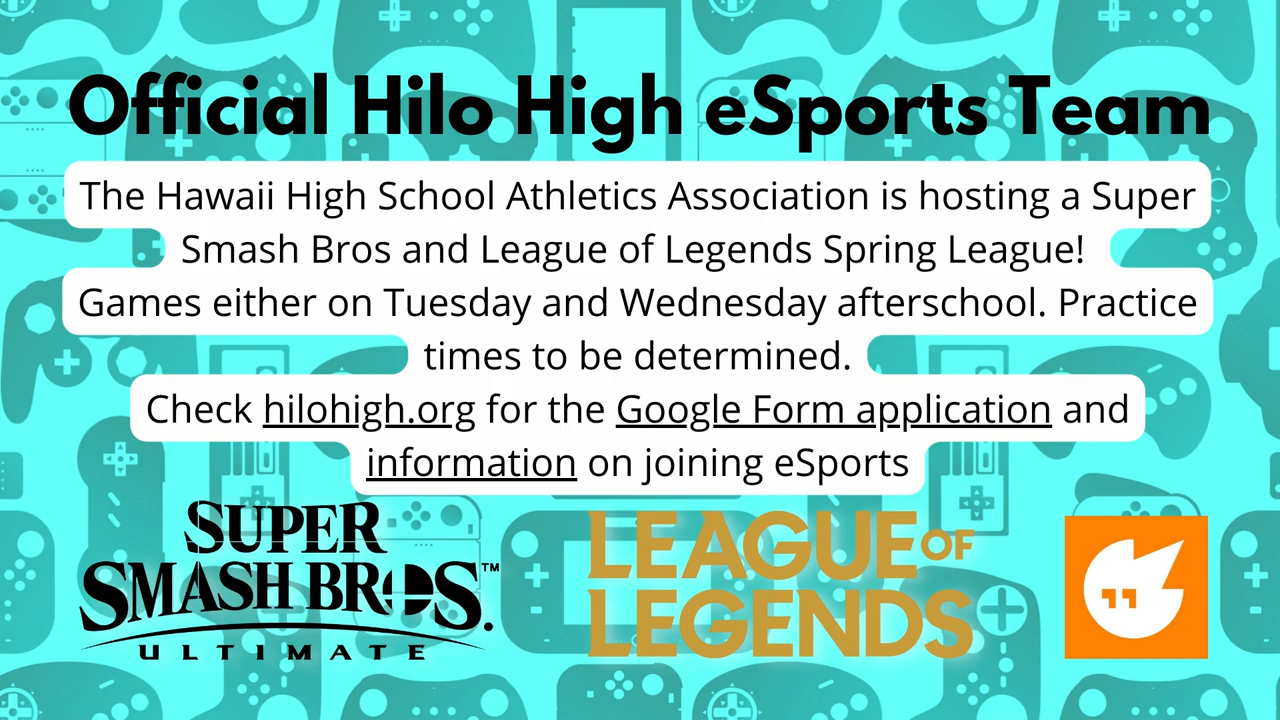 Official Hilo High eSports Team
The Hawaii High School Athletics Association is hosting a Super
Smash Bros and League of Legends Spring League!
Games either on Tuesday and Wednesday afterschool. Practice
times to be determined.
Check hilohigh.org for the Google Form application and
information on joining eSports
SUPER
SMASH BROS.™
ULTIMATE
LEAGUE OF
LEGENDS